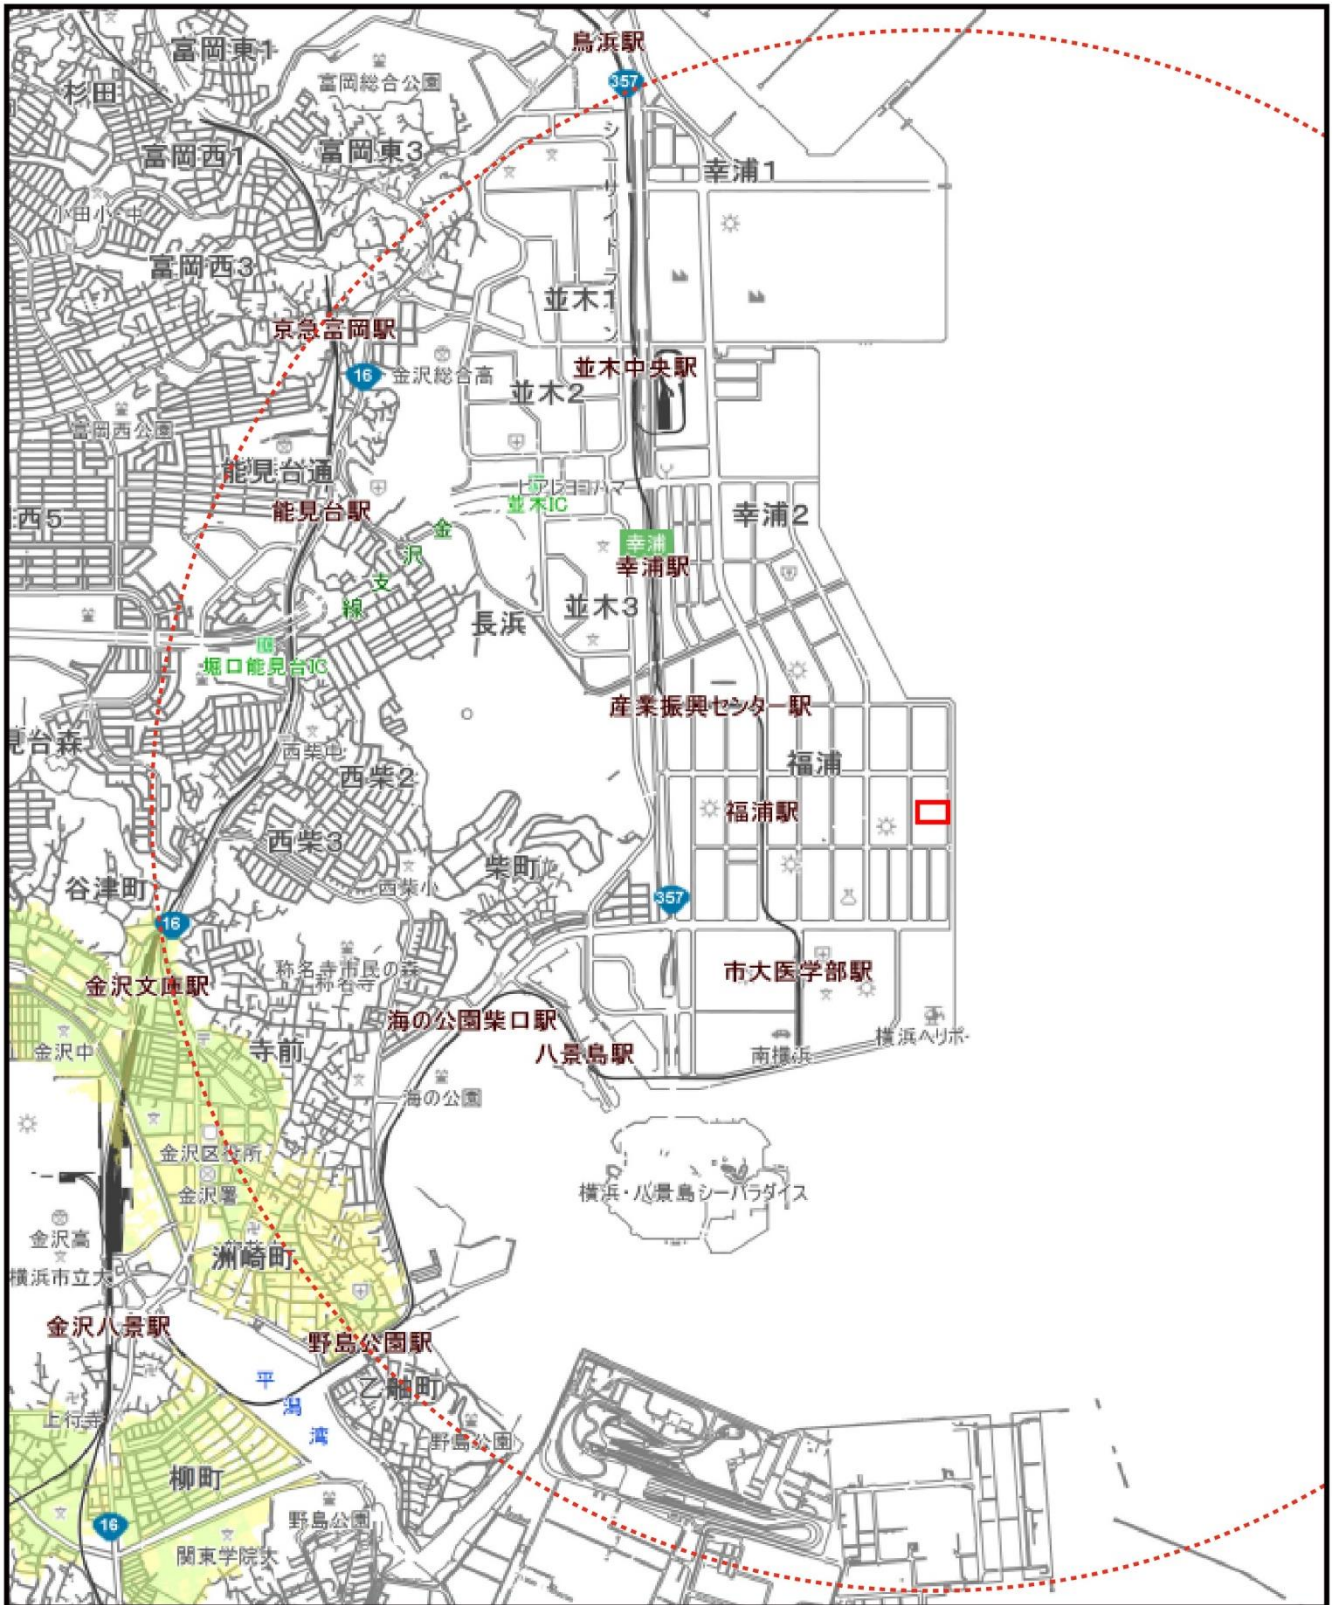 鳥浜駅
富岡東1
富岡総合公園
357
杉田
シーサイドライン
富岡西1
富岡東3
幸浦1
小田小・中
富岡西3
並木1
京急富岡駅
16
金沢総合高
並木中央駅
並木2
富岡西公園
能見台通
並木IC
能見台駅
幸浦2
西5
金沢支線
幸浦
幸浦駅
並木3
長浜
堀口能見台IC
産業振興センター駅
見台森
西柴中
西柴2
福浦
福浦駅
西柴3
柴町
西柴小
谷津町
357
16
称名寺市民の森
称名寺
市大医学部駅
金沢文庫駅
海の公園柴口駅
横浜ヘリポー
金沢中
寺前
八景島駅
南横浜
海の公園
金沢区役所
金沢署
横浜・八景島シーパラダイス
金沢高
洲崎町
横浜市立大
金沢八景駅
野島公園駅
平潟湾
乙舳町
上行寺
野島公園
柳町
16
野島公園
関東学院大